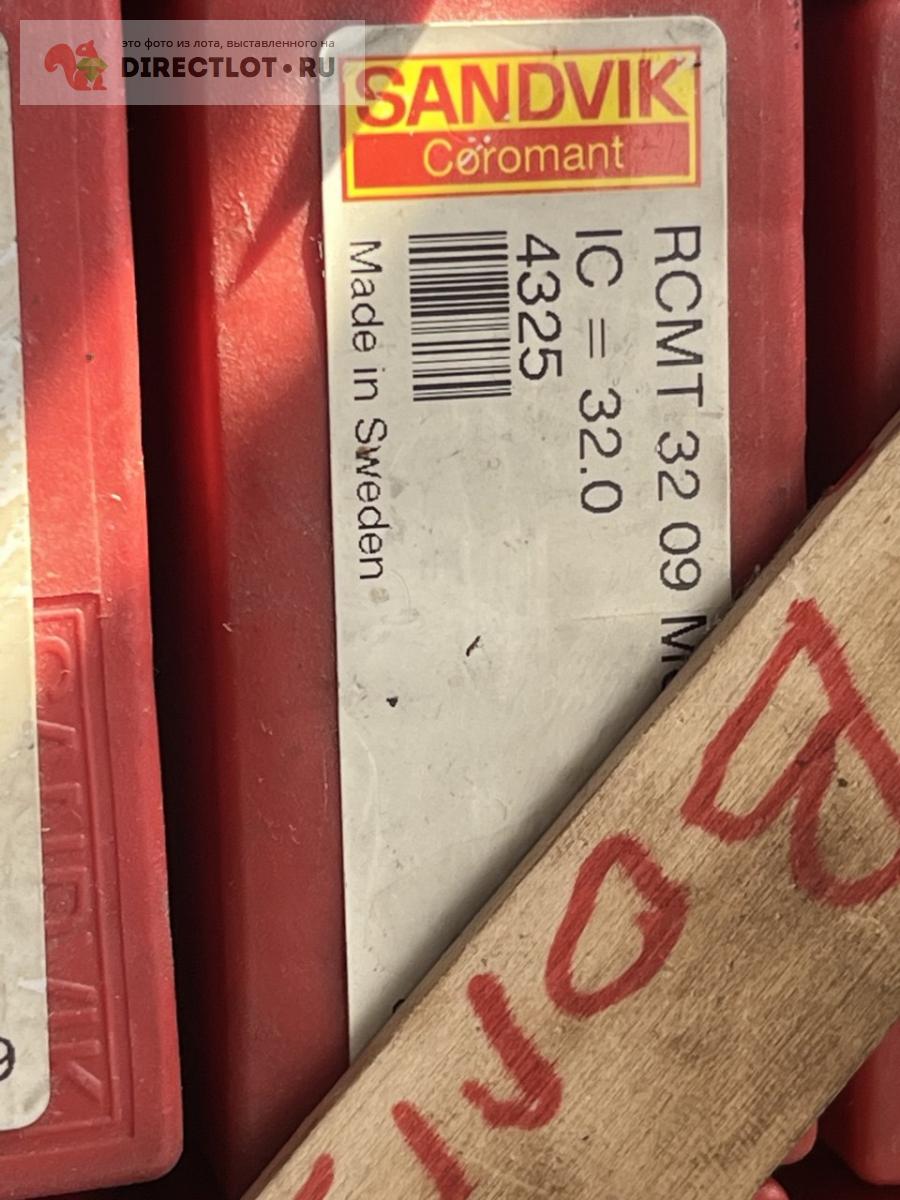 это фото из лота, выставленного на
DIRECTLOT•RU
SANDVIK
Coromant
RCMT 32 09
IC = 32.0
4325
Made in Sweden
SANDVIK